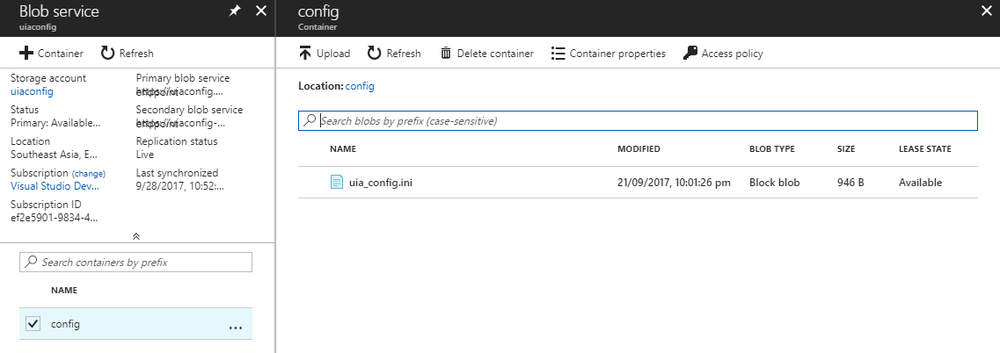 Blob service
uiaconfig
Container
Refresh
Storage account
uiaconfig
Primary blob service
endpoint
https://uiaconfig....
Status
Primary: Available...
Secondary blob service
endpoint
https://uiaconfig-...
Location
Southeast Asia, E...
Replication status
Live
Subscription (change)
Visual Studio Dev...
Last synchronized
9/28/2017, 10:52:...
Subscription ID
ef2e5901-9834-4...
Search containers by prefix
NAME
config
...
config
Container
Upload
Refresh
Delete container
Container properties
Access policy
Location: config
Search blobs by prefix (case-sensitive)
NAME MODIFIED BLOB TYPE SIZE LEASE STATE
uia_config.ini 21/09/2017, 10:01:26 pm Block blob 946 B Available